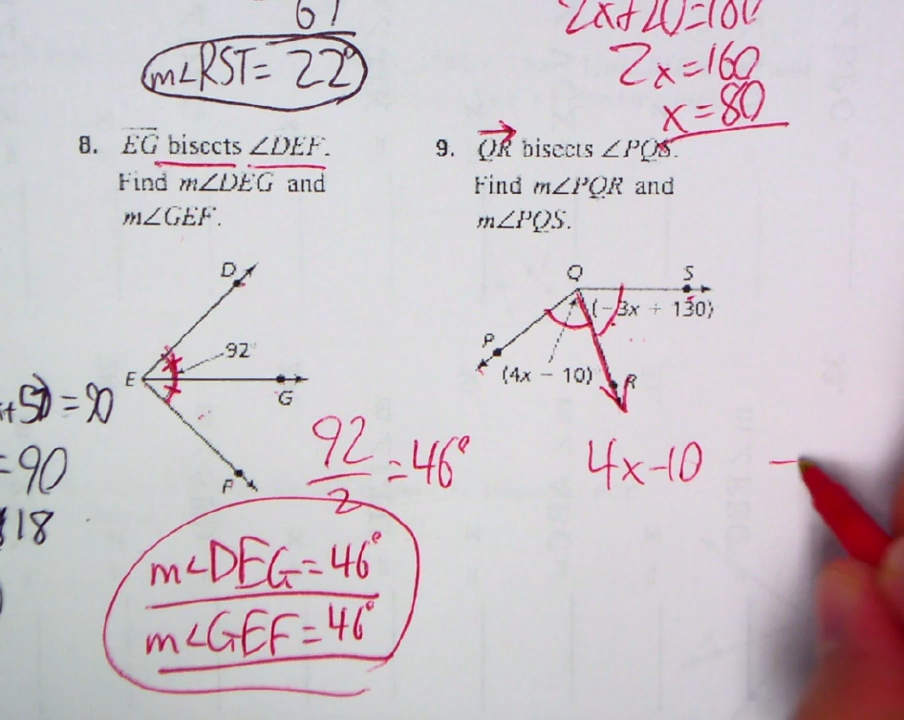 61
m∠RST = 22°
2x+20=180
2x=160
x=80
8. EG bisects ∠DEF.
Find m∠DEG and
m∠GEF.
9. QR bisects ∠PQS.
Find m∠PQR and
m∠PQS.
D
92°
E
G
F
Q
S
(-3x + 130)
P
(4x − 10)
R
+5) = 90
=90
18
92
2
=46°
4x-10
m∠DEG=46°
m∠GEF=46°